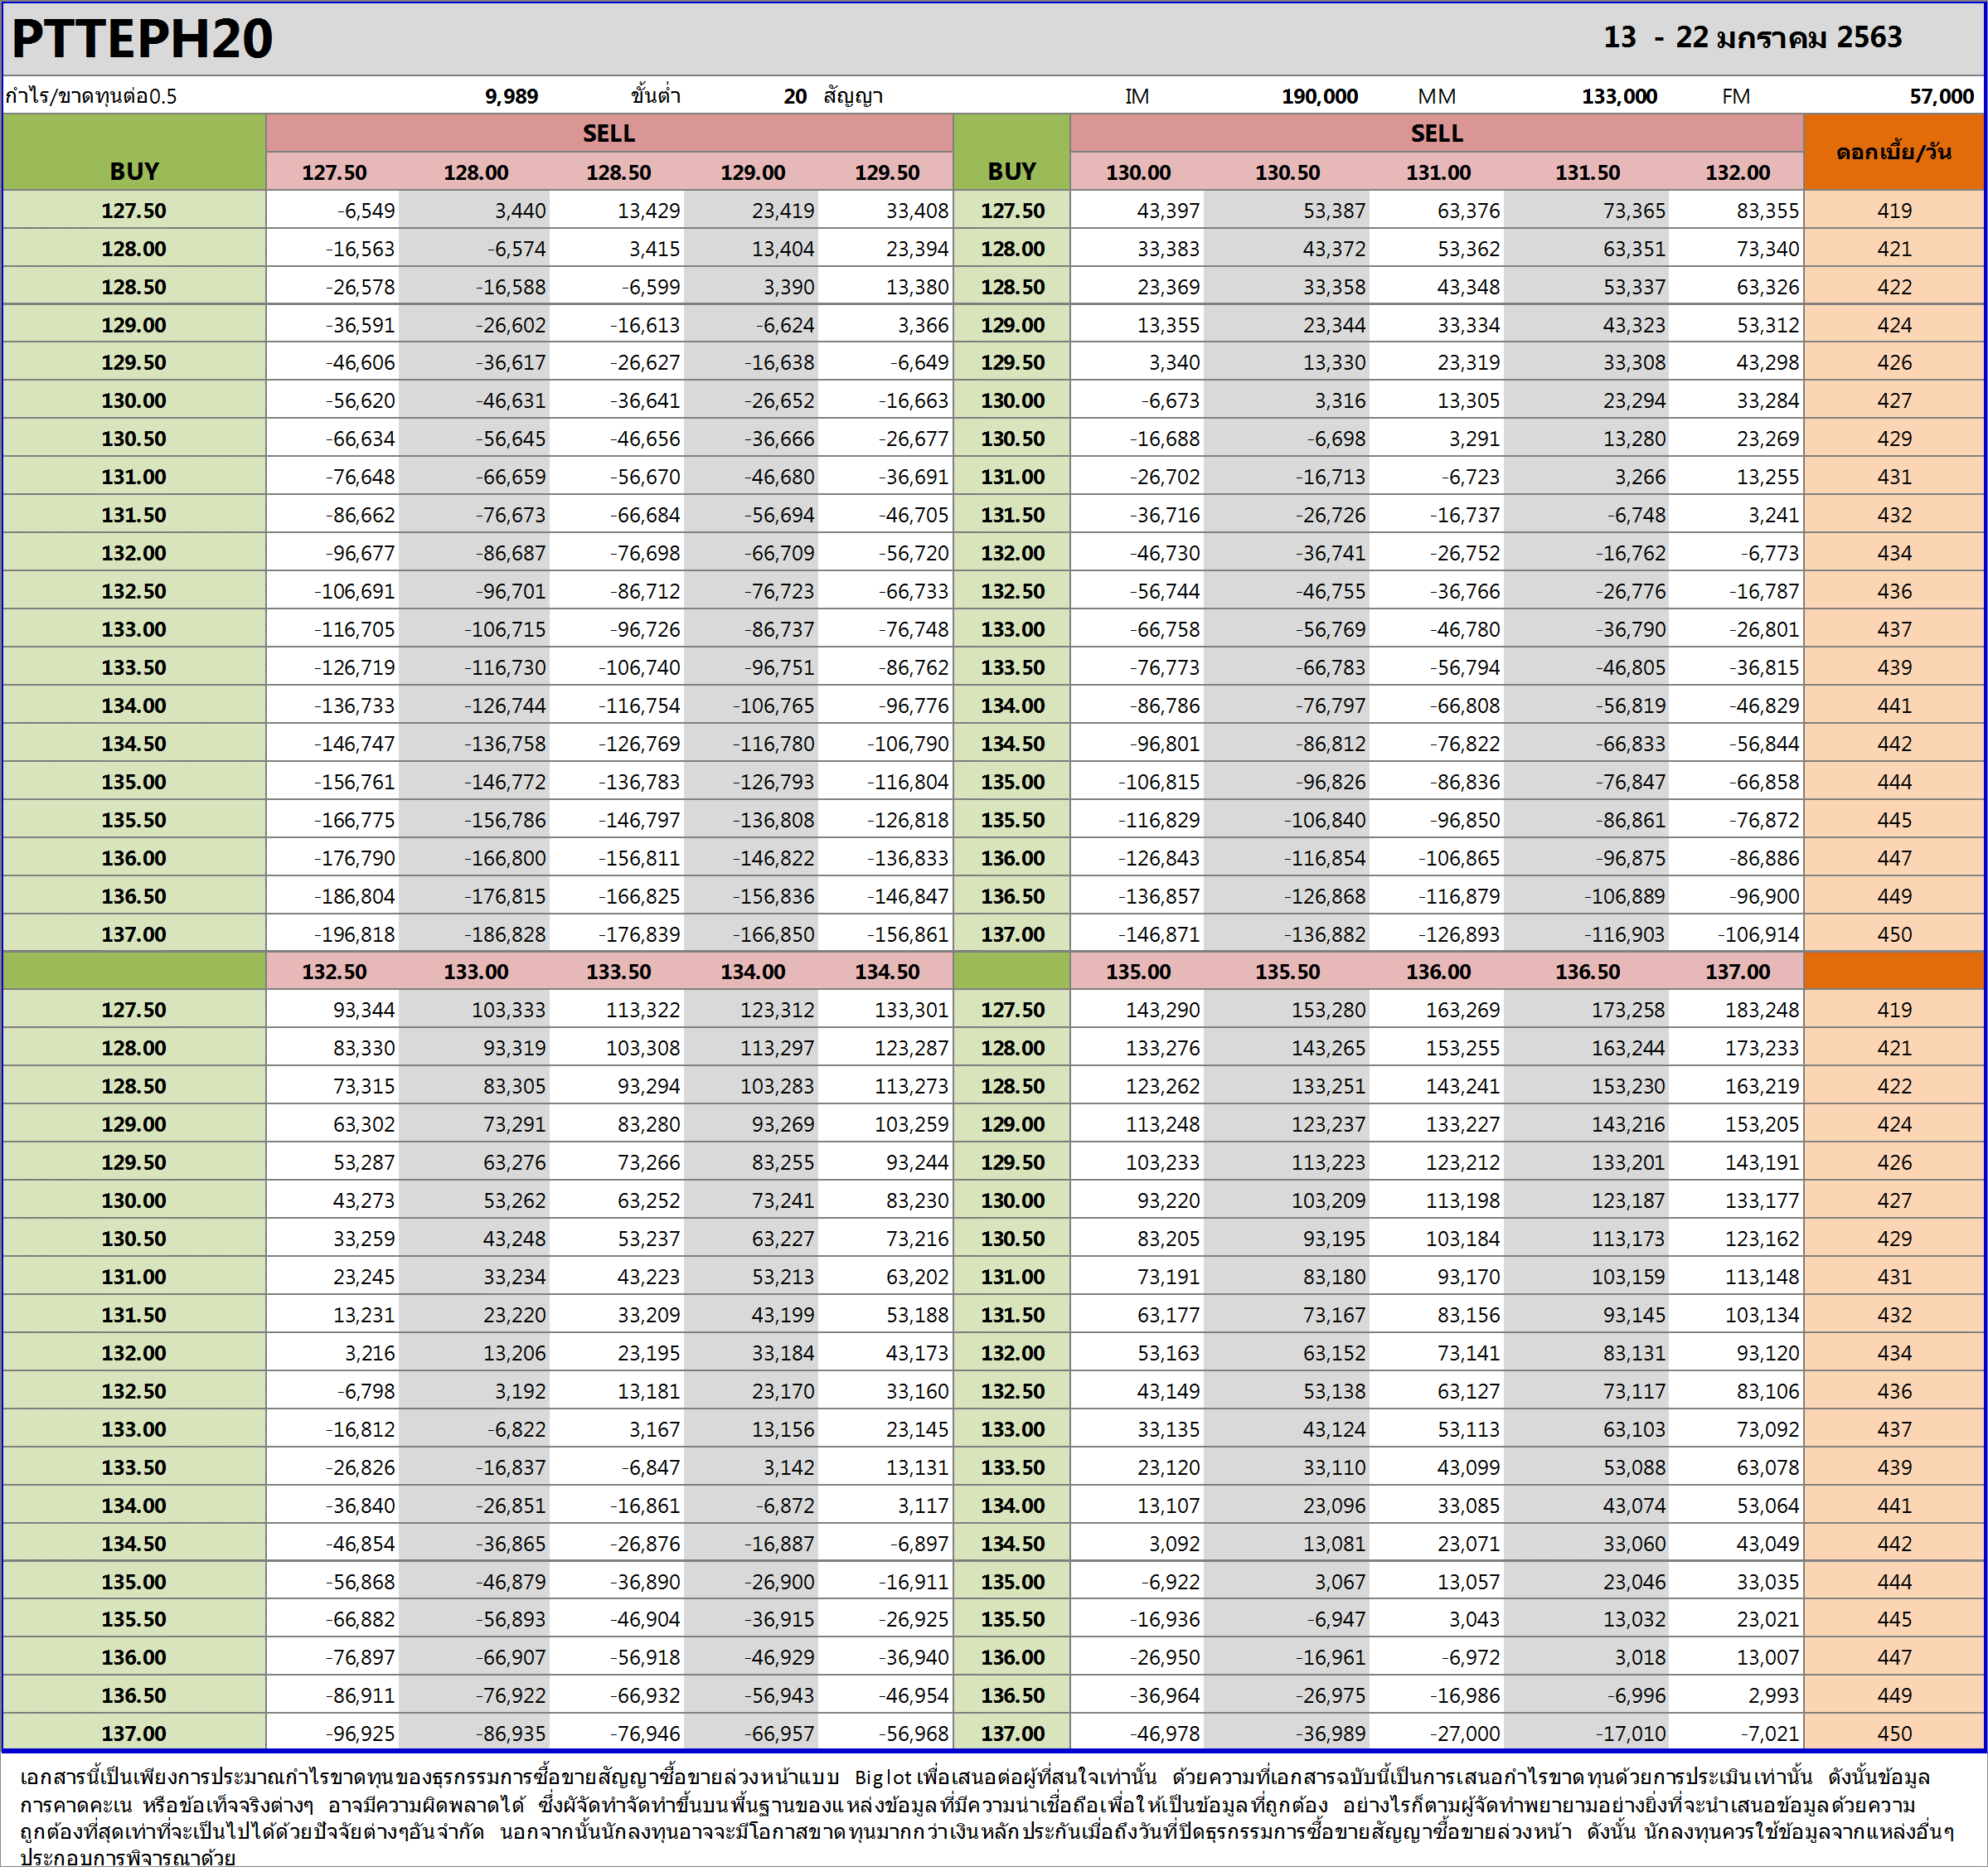 PTTEPH20 13 - 22 มกราคม 2563
กำไร/ขาดทุนต่อ0.5 9,989 ขั้นต่ำ 20 สัญญา IM 190,000 MM 133,000 FM 57,000
SELL SELL ดอกเบี้ย/วัน
BUY 127.50 128.00 128.50 129.00 129.50 BUY 130.00 130.50 131.00 131.50 132.00
127.50 -6,549 3,440 13,429 23,419 33,408 127.50 43,397 53,387 63,376 73,365 83,355 419
128.00 -16,563 -6,574 3,415 13,404 23,394 128.00 33,383 43,372 53,362 63,351 73,340 421
128.50 -26,578 -16,588 -6,599 3,390 13,380 128.50 23,369 33,358 43,348 53,337 63,326 422
129.00 -36,591 -26,602 -16,613 -6,624 3,366 129.00 13,355 23,344 33,334 43,323 53,312 424
129.50 -46,606 -36,617 -26,627 -16,638 -6,649 129.50 3,340 13,330 23,319 33,308 43,298 426
130.00 -56,620 -46,631 -36,641 -26,652 -16,663 130.00 -6,673 3,316 13,305 23,294 33,284 427
130.50 -66,634 -56,645 -46,656 -36,666 -26,677 130.50 -16,688 -6,698 3,291 13,280 23,269 429
131.00 -76,648 -66,659 -56,670 -46,680 -36,691 131.00 -26,702 -16,713 -6,723 3,266 13,255 431
131.50 -86,662 -76,673 -66,684 -56,694 -46,705 131.50 -36,716 -26,726 -16,737 -6,748 3,241 432
132.00 -96,677 -86,687 -76,698 -66,709 -56,720 132.00 -46,730 -36,741 -26,752 -16,762 -6,773 434
132.50 -106,691 -96,701 -86,712 -76,723 -66,733 132.50 -56,744 -46,755 -36,766 -26,776 -16,787 436
133.00 -116,705 -106,715 -96,726 -86,737 -76,748 133.00 -66,758 -56,769 -46,780 -36,790 -26,801 437
133.50 -126,719 -116,730 -106,740 -96,751 -86,762 133.50 -76,773 -66,783 -56,794 -46,805 -36,815 439
134.00 -136,733 -126,744 -116,754 -106,765 -96,776 134.00 -86,786 -76,797 -66,808 -56,819 -46,829 441
134.50 -146,747 -136,758 -126,769 -116,780 -106,790 134.50 -96,801 -86,812 -76,822 -66,833 -56,844 442
135.00 -156,761 -146,772 -136,783 -126,793 -116,804 135.00 -106,815 -96,826 -86,836 -76,847 -66,858 444
135.50 -166,775 -156,786 -146,797 -136,808 -126,818 135.50 -116,829 -106,840 -96,850 -86,861 -76,872 445
136.00 -176,790 -166,800 -156,811 -146,822 -136,833 136.00 -126,843 -116,854 -106,865 -96,875 -86,886 447
136.50 -186,804 -176,815 -166,825 -156,836 -146,847 136.50 -136,857 -126,868 -116,879 -106,889 -96,900 449
137.00 -196,818 -186,828 -176,839 -166,850 -156,861 137.00 -146,871 -136,882 -126,893 -116,903 -106,914 450
132.50 133.00 133.50 134.00 134.50 135.00 135.50 136.00 136.50 137.00
127.50 93,344 103,333 113,322 123,312 133,301 127.50 143,290 153,280 163,269 173,258 183,248 419
128.00 83,330 93,319 103,308 113,297 123,287 128.00 133,276 143,265 153,255 163,244 173,233 421
128.50 73,315 83,305 93,294 103,283 113,273 128.50 123,262 133,251 143,241 153,230 163,219 422
129.00 63,302 73,291 83,280 93,269 103,259 129.00 113,248 123,237 133,227 143,216 153,205 424
129.50 53,287 63,276 73,266 83,255 93,244 129.50 103,233 113,223 123,212 133,201 143,191 426
130.00 43,273 53,262 63,252 73,241 83,230 130.00 93,220 103,209 113,198 123,187 133,177 427
130.50 33,259 43,248 53,237 63,227 73,216 130.50 83,205 93,195 103,184 113,173 123,162 429
131.00 23,245 33,234 43,223 53,213 63,202 131.00 73,191 83,180 93,170 103,159 113,148 431
131.50 13,231 23,220 33,209 43,199 53,188 131.50 63,177 73,167 83,156 93,145 103,134 432
132.00 3,216 13,206 23,195 33,184 43,173 132.00 53,163 63,152 73,141 83,131 93,120 434
132.50 -6,798 3,192 13,181 23,170 33,160 132.50 43,149 53,138 63,127 73,117 83,106 436
133.00 -16,812 -6,822 3,167 13,156 23,145 133.00 33,135 43,124 53,113 63,103 73,092 437
133.50 -26,826 -16,837 -6,847 3,142 13,131 133.50 23,120 33,110 43,099 53,088 63,078 439
134.00 -36,840 -26,851 -16,861 -6,872 3,117 134.00 13,107 23,096 33,085 43,074 53,064 441
134.50 -46,854 -36,865 -26,876 -16,887 -6,897 134.50 3,092 13,081 23,071 33,060 43,049 442
135.00 -56,868 -46,879 -36,890 -26,900 -16,911 135.00 -6,922 3,067 13,057 23,046 33,035 444
135.50 -66,882 -56,893 -46,904 -36,915 -26,925 135.50 -16,936 -6,947 3,043 13,032 23,021 445
136.00 -76,897 -66,907 -56,918 -46,929 -36,940 136.00 -26,950 -16,961 -6,972 3,018 13,007 447
136.50 -86,911 -76,922 -66,932 -56,943 -46,954 136.50 -36,964 -26,975 -16,986 -6,996 2,993 449
137.00 -96,925 -86,935 -76,946 -66,957 -56,968 137.00 -46,978 -36,989 -27,000 -17,010 -7,021 450
เอกสารนี้เป็นเพียงการประมาณกำไรขาดทุนของธุรกรรมการซื้อขายสัญญาซื้อขายล่วงหน้าแบบ Big lot เพื่อเสนอต่อผู้ที่สนใจเท่านั้น ด้วยความที่เอกสารฉบับนี้เป็นการเสนอกำไรขาดทุนด้วยการประเมินเท่านั้น ดังนั้นข้อมูล
การคาดคะเน หรือข้อเท็จจริงต่างๆ อาจมีความผิดพลาดได้ ซึ่งผัจัดทำจัดทำขึ้นบนพื้นฐานของแหล่งข้อมูลที่มีความน่าเชื่อถือเพื่อให้เป็นข้อมูลที่ถูกต้อง อย่างไรก็ตามผู้จัดทำพยายามอย่างยิ่งที่จะนำเสนอข้อมูลด้วยความ
ถูกต้องที่สุดเท่าที่จะเป็นไปได้ด้วยปัจจัยต่างๆอันจำกัด นอกจากนั้นนักลงทุนอาจจะมีโอกาสขาดทุนมากกว่าเงินหลักประกันเมื่อถึงวันที่ปิดธุรกรรมการซื้อขายสัญญาซื้อขายล่วงหน้า ดังนั้น นักลงทุนควรใช้ข้อมูลจากแหล่งอื่นๆ
ประกอบการพิจารณาด้วย